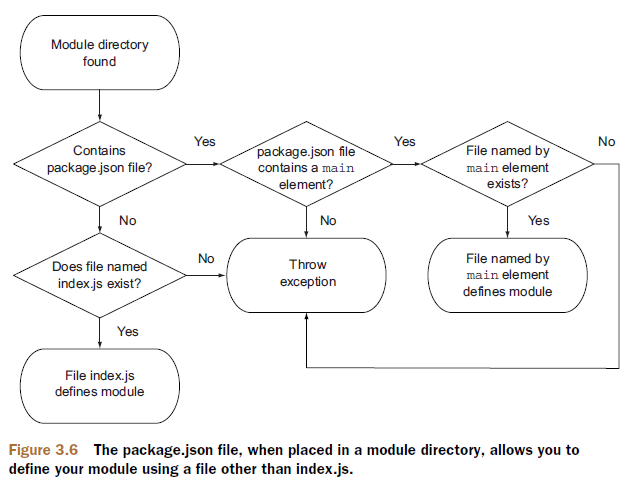 Module directory
found
Contains
package.json file?
Yes
package.json file
contains a main
element?
Yes
File named by
main element
exists?
No
No
No
Yes
Does file named
index.js exist?
No
Throw
exception
File named by
main element
defines module
Yes
File index.js
defines module
Figure 3.6 The package.json file, when placed in a module directory, allows you to
define your module using a file other than index.js.